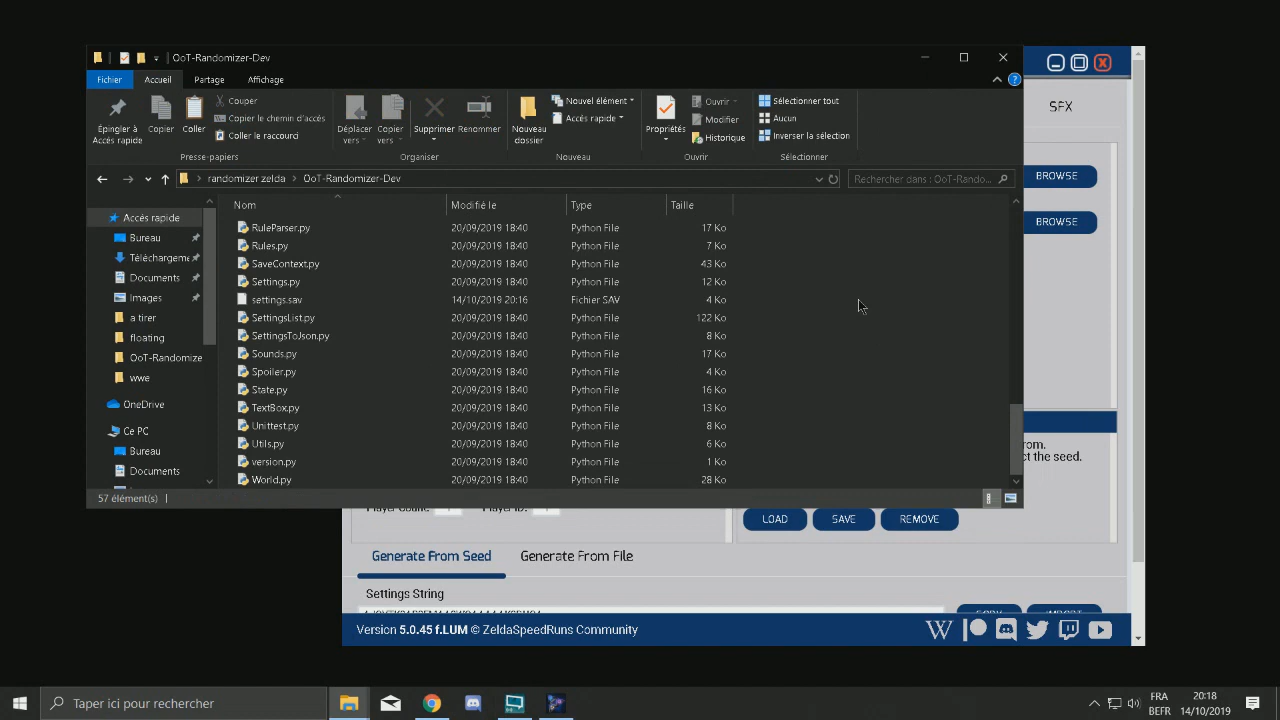 OoT-Randomizer-Dev
Fichier Accueil Partage Affichage
SFX
Épingler à Accès rapide
Copier
Coller
Couper
Copier le chemin d'accès
Coller le raccourci
Déplacer vers
Copier vers
Supprimer
Renommer
Nouveau dossier
Nouvel élément
Accès rapide
Propriétés
Ouvrir
Modifier
Historique
Sélectionner tout
Aucun
Inverser la sélection
Presse-papiers Organiser Nouveau Ouvrir Sélectionner
randomizer zelda > OoT-Randomizer-Dev
Rechercher dans : OoT-Rando...
BROWSE
BROWSE
Accès rapide
Bureau
Téléchargeme
Documents
Images
a tirer
floating
OoT-Randomize
wwe
OneDrive
Ce PC
Bureau
Documents
Nom Modifié le Type Taille
RuleParser.py 20/09/2019 18:40 Python File 17 Ko
Rules.py 20/09/2019 18:40 Python File 7 Ko
SaveContext.py 20/09/2019 18:40 Python File 43 Ko
Settings.py 20/09/2019 18:40 Python File 12 Ko
settings.sav 14/10/2019 20:16 Fichier SAV 4 Ko
SettingsList.py 20/09/2019 18:40 Python File 122 Ko
SettingsToJson.py 20/09/2019 18:40 Python File 8 Ko
Sounds.py 20/09/2019 18:40 Python File 17 Ko
Spoiler.py 20/09/2019 18:40 Python File 4 Ko
State.py 20/09/2019 18:40 Python File 16 Ko
TextBox.py 20/09/2019 18:40 Python File 13 Ko
Unittest.py 20/09/2019 18:40 Python File 8 Ko
Utils.py 20/09/2019 18:40 Python File 6 Ko
version.py 20/09/2019 18:40 Python File 1 Ko
World.py 20/09/2019 18:40 Python File 28 Ko
57 élément(s)
rom.
ct the seed.
Player Count: Player ID:
LOAD SAVE REMOVE
Generate From Seed Generate From File
Settings String
COPY IMPORT
Version 5.0.45 f.LUM © ZeldaSpeedRuns Community
Taper ici pour rechercher
FRA
BEFR
20:18
14/10/2019